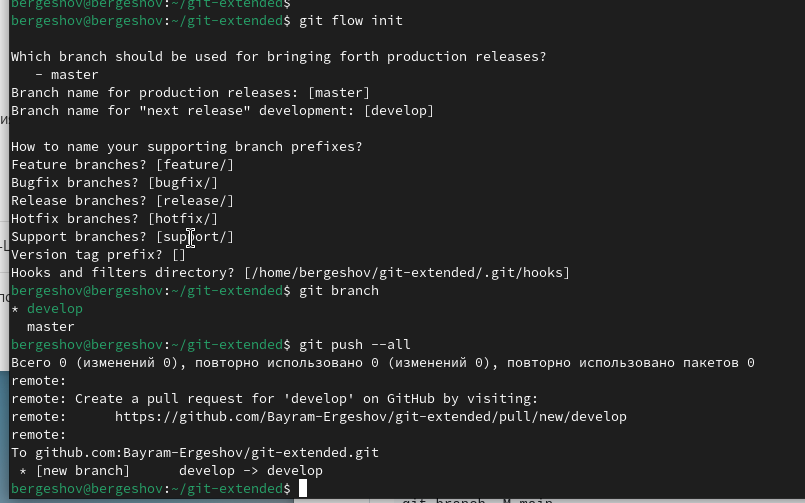 bergeshov@bergeshov:~/git-extended$
bergeshov@bergeshov:~/git-extended$ git flow init

Which branch should be used for bringing forth production releases?
   - master
Branch name for production releases: [master]
Branch name for "next release" development: [develop]

How to name your supporting branch prefixes?
Feature branches? [feature/]
Bugfix branches? [bugfix/]
Release branches? [release/]
Hotfix branches? [hotfix/]
Support branches? [support/]
Version tag prefix? []
Hooks and filters directory? [/home/bergeshov/git-extended/.git/hooks]
bergeshov@bergeshov:~/git-extended$ git branch
* develop
  master
bergeshov@bergeshov:~/git-extended$ git push --all
Всего 0 (изменений 0), повторно использовано 0 (изменений 0), повторно использовано пакетов 0
remote:
remote: Create a pull request for 'develop' on GitHub by visiting:
remote:      https://github.com/Bayram-Ergeshov/git-extended/pull/new/develop
remote:
To github.com:Bayram-Ergeshov/git-extended.git
 * [new branch]      develop -> develop
bergeshov@bergeshov:~/git-extended$